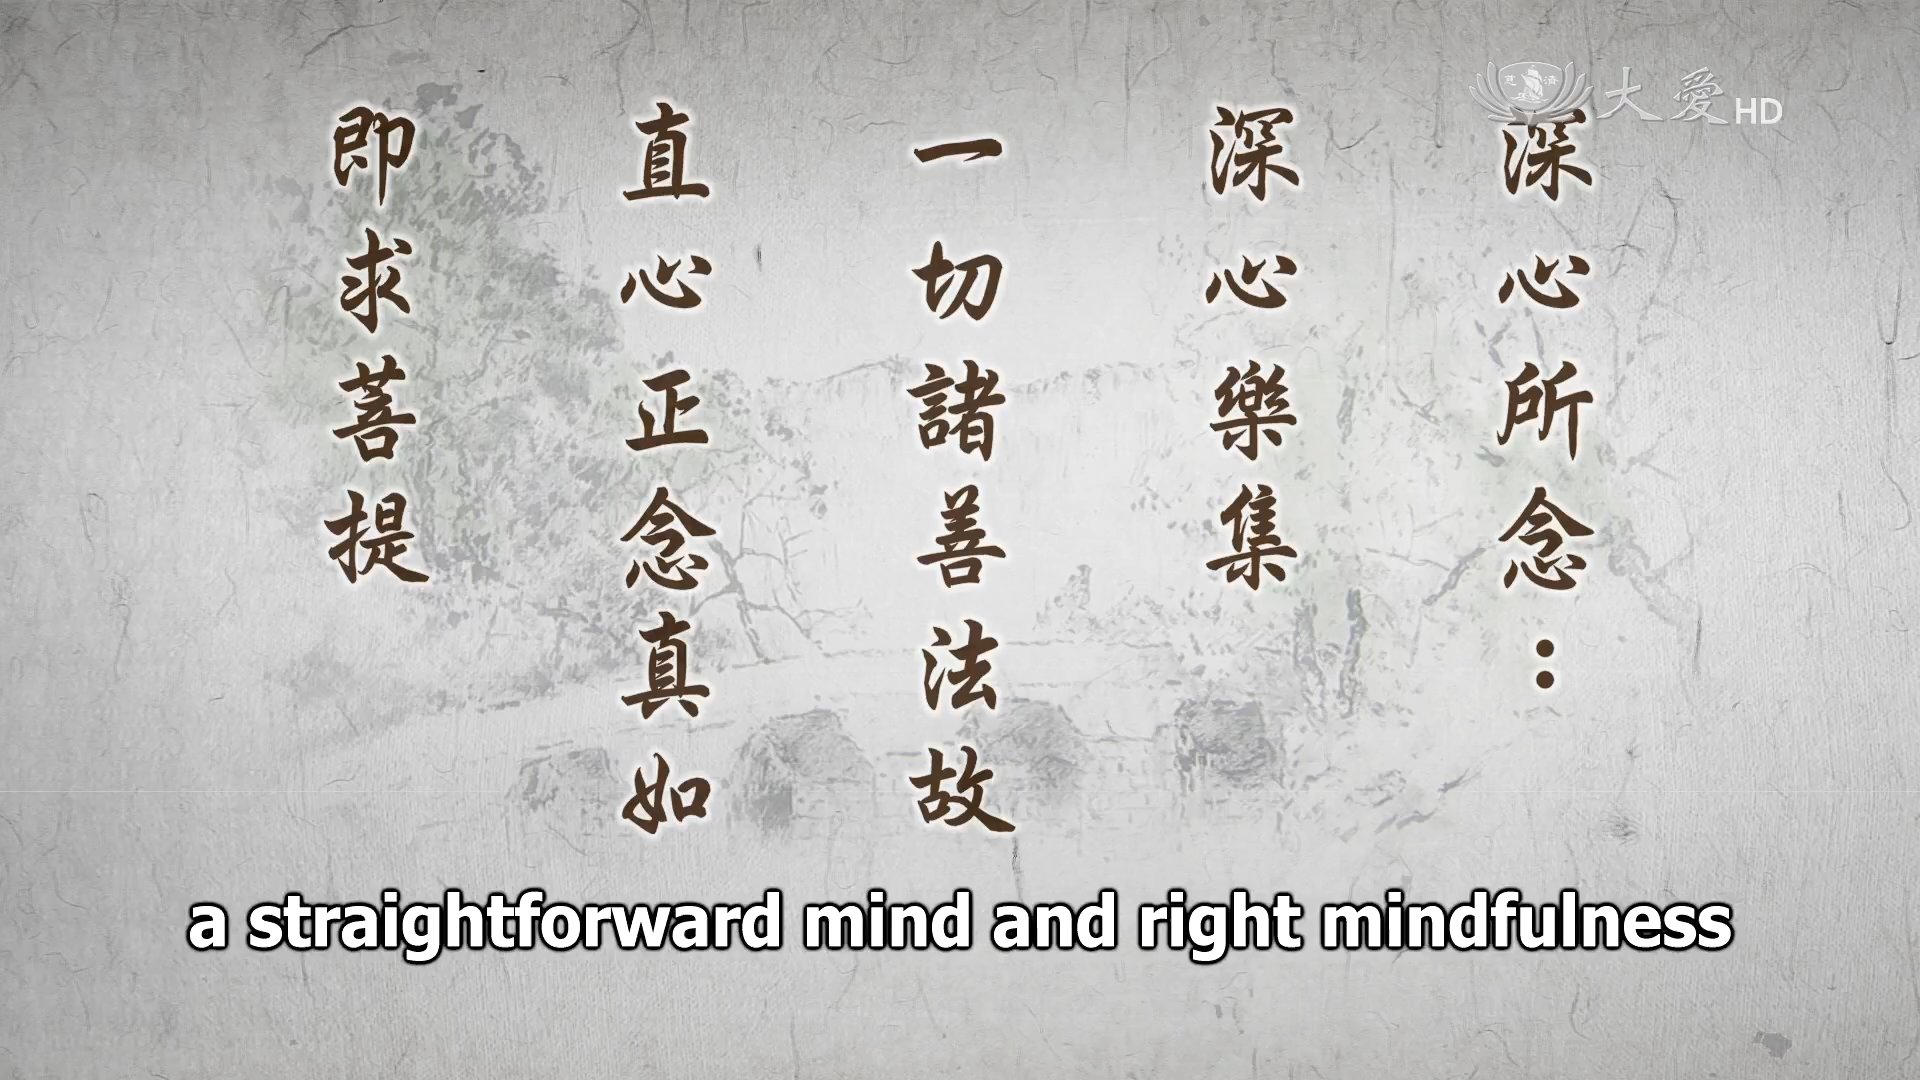 大愛HD
深心所念：
深心樂集
一切諸善法故
直心正念真如
即求菩提
a straightforward mind and right mindfulness